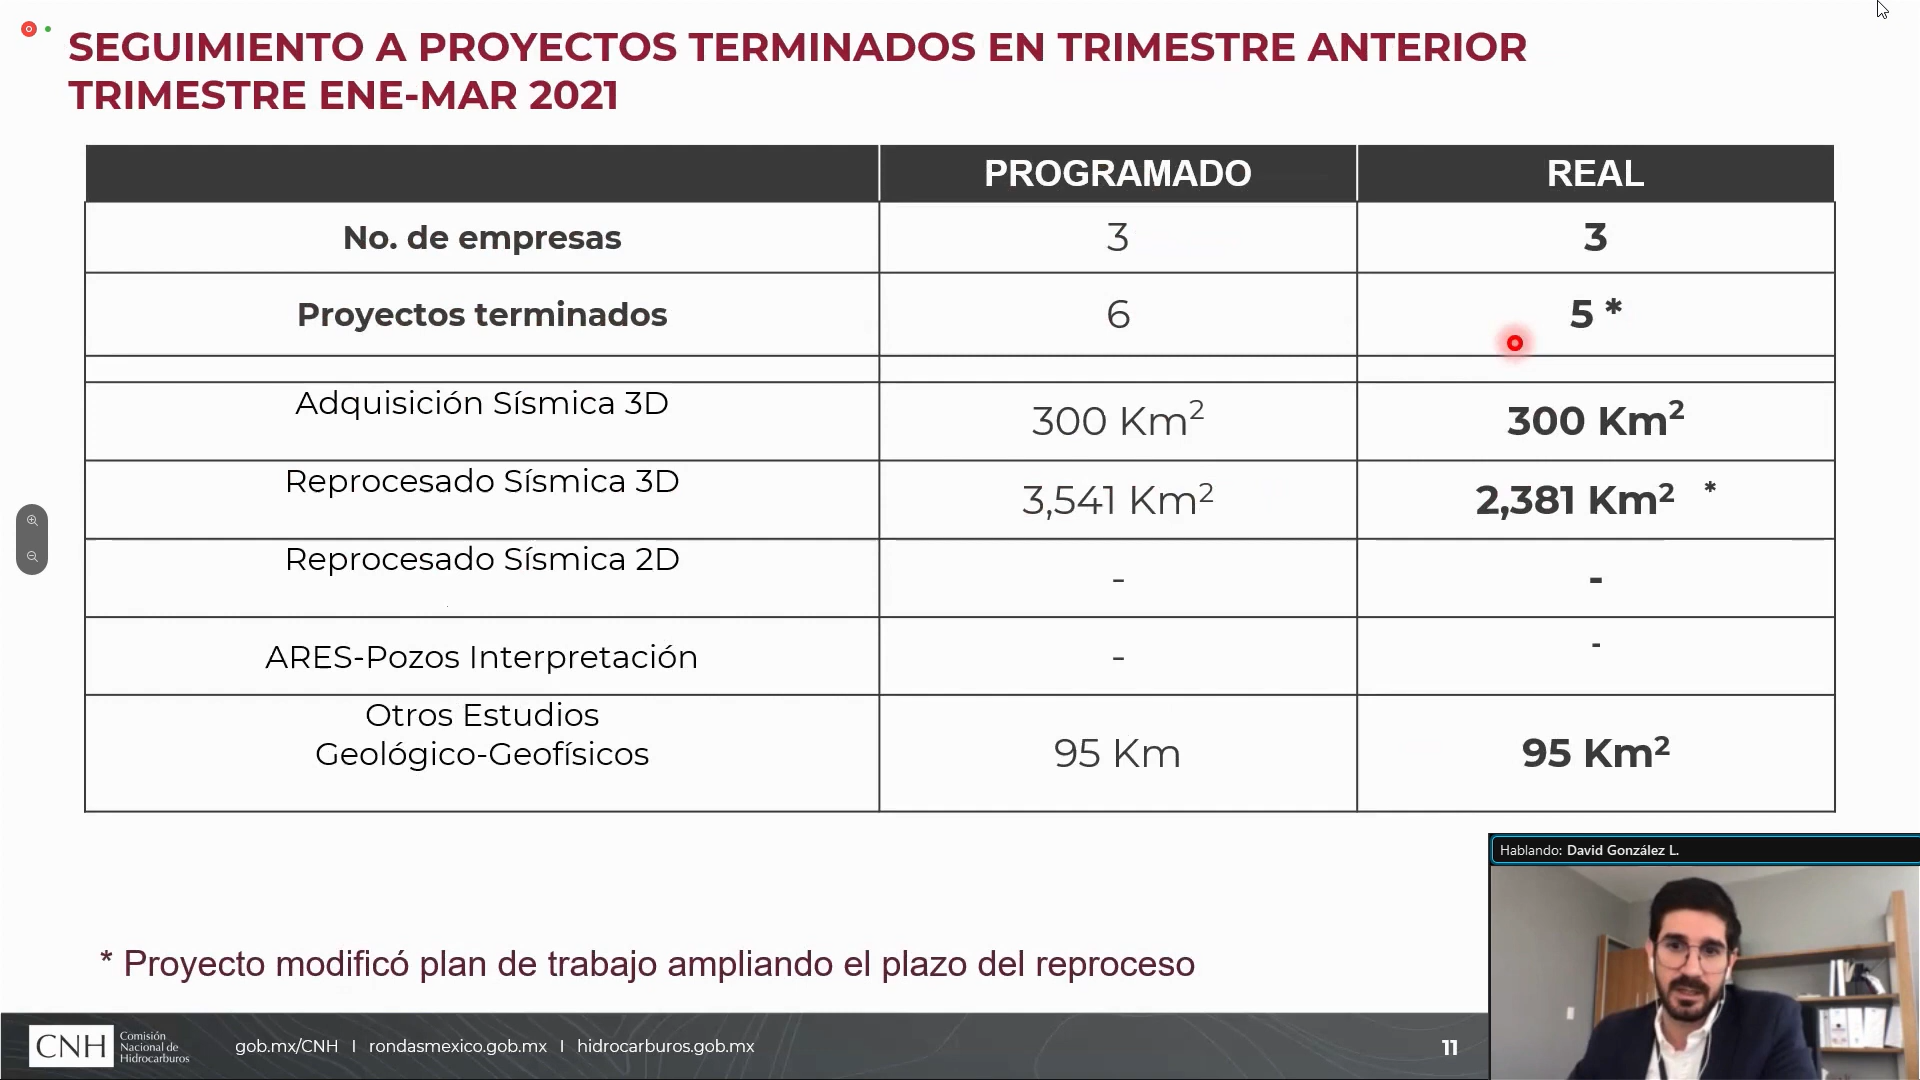 SEGUIMIENTO A PROYECTOS TERMINADOS EN TRIMESTRE ANTERIOR
TRIMESTRE ENE-MAR 2021
PROGRAMADO REAL
No. de empresas 3 3
Proyectos terminados 6 5 *
Adquisición Sísmica 3D 300 Km² 300 Km²
Reprocesado Sísmica 3D 3,541 Km² 2,381 Km² *
Reprocesado Sísmica 2D - -
ARES-Pozos Interpretación - -
Otros Estudios
Geológico-Geofísicos 95 Km 95 Km²
Hablando: David González L.
* Proyecto modificó plan de trabajo ampliando el plazo del reproceso
CNH Comisión
Nacional de
Hidrocarburos
gob.mx/CNH I rondasmexico.gob.mx I hidrocarburos.gob.mx
11